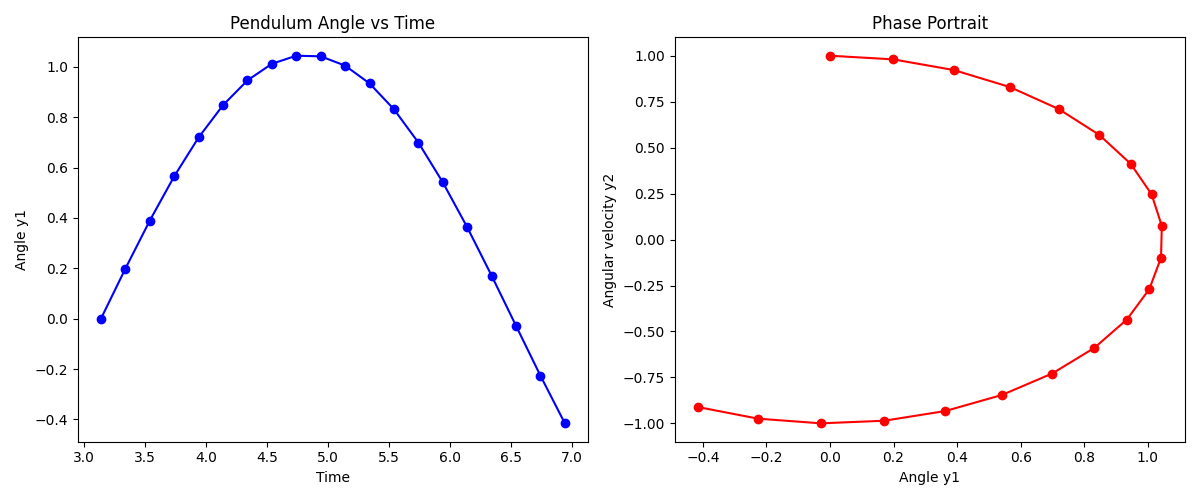 Pendulum Angle vs Time
Angle y1
1.0
0.8
0.6
0.4
0.2
0.0
−0.2
−0.4
3.0 3.5 4.0 4.5 5.0 5.5 6.0 6.5 7.0
Time
Phase Portrait
Angular velocity y2
1.00
0.75
0.50
0.25
0.00
−0.25
−0.50
−0.75
−1.00
−0.4 −0.2 0.0 0.2 0.4 0.6 0.8 1.0
Angle y1